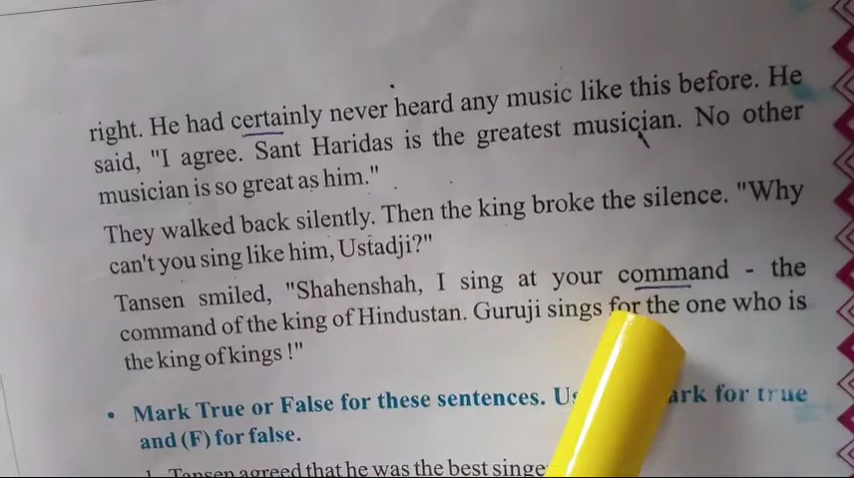 right. He had certainly never heard any music like this before. He
said, "I agree. Sant Haridas is the greatest musician. No other
musician is so great as him."
They walked back silently. Then the king broke the silence. "Why
can't you sing like him, Ustadji?"
Tansen smiled, "Shahenshah, I sing at your command - the
command of the king of Hindustan. Guruji sings for the one who is
the king of kings !"
• Mark True or False for these sentences. for true
and (F) for false.
1. Tansen agreed that he was the best